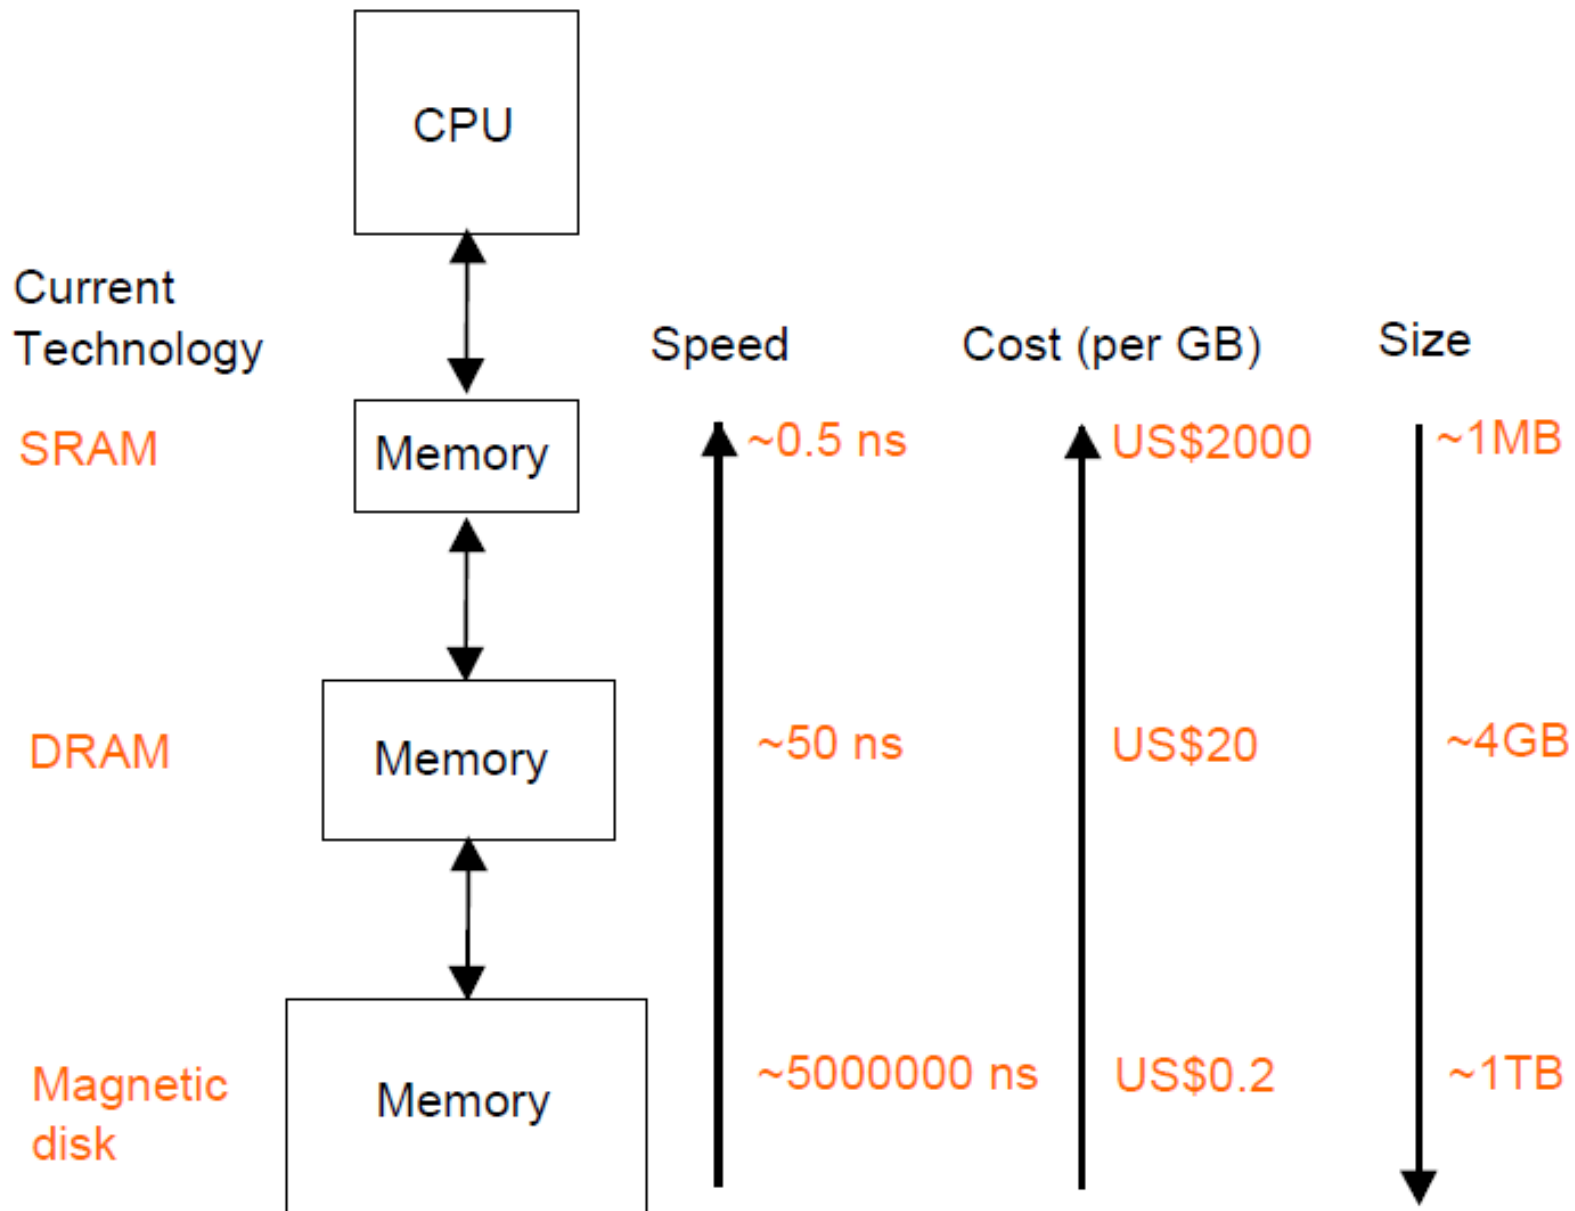 CPU
Current
Technology
Speed
Cost (per GB)
Size
SRAM
Memory
~0.5 ns
US$2000
~1MB
DRAM
Memory
~50 ns
US$20
~4GB
Magnetic
disk
Memory
~5000000 ns
US$0.2
~1TB